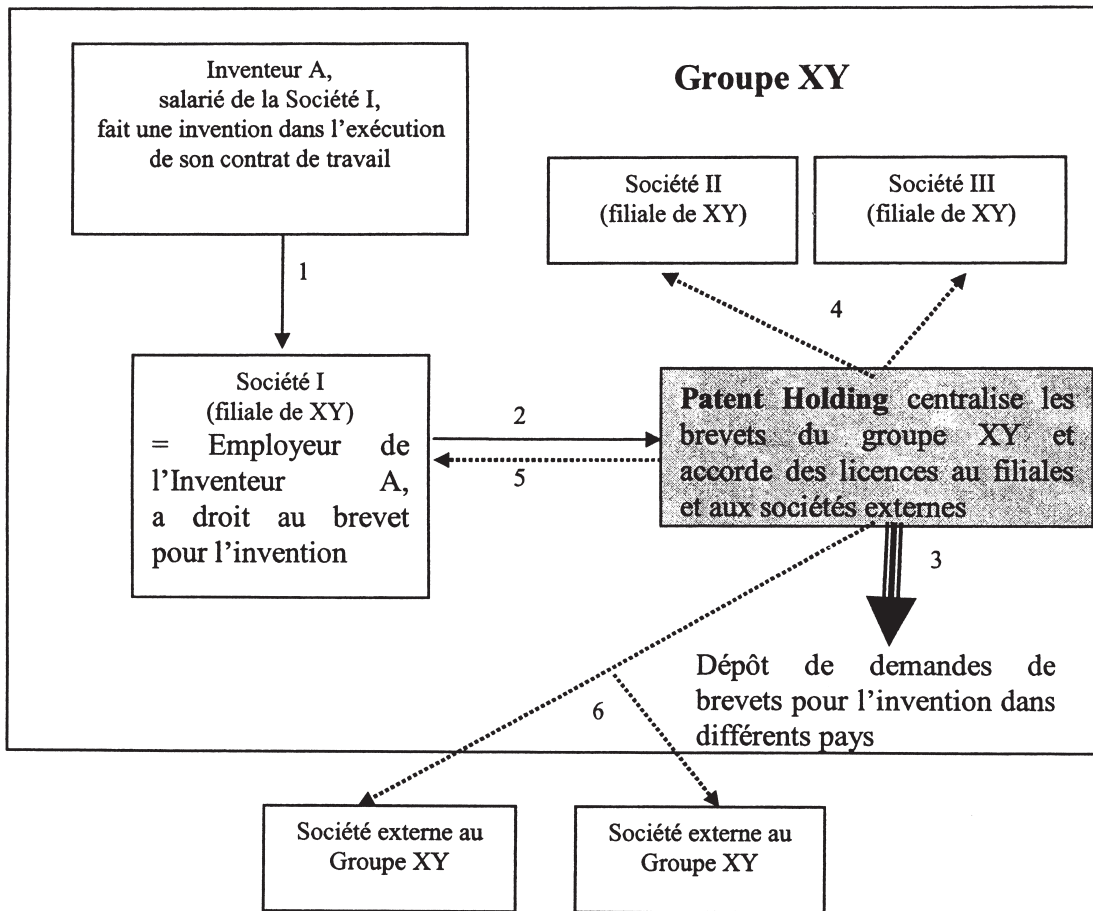 Inventeur A,
salarié de la Société I,
fait une invention dans l'exécution
de son contrat de travail
Groupe XY
Société II
(filiale de XY)
Société III
(filiale de XY)
1
4
Société I
(filiale de XY)
= Employeur de
l'Inventeur A,
a droit au brevet
pour l'invention
2
5
Patent Holding centralise les
brevets du groupe XY et
accorde des licences au filiales
et aux sociétés externes
3
Dépôt de demandes de
brevets pour l'invention dans
différents pays
6
Société externe au
Groupe XY
Société externe au
Groupe XY